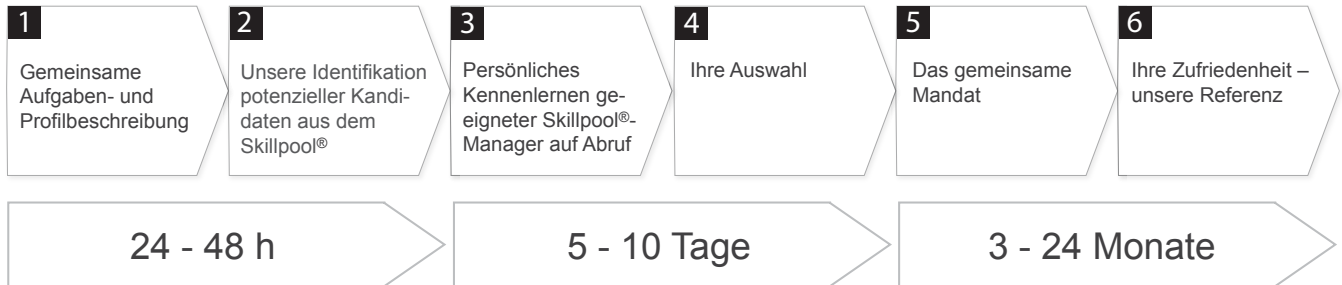 1
Gemeinsame
Aufgaben- und
Profilbeschreibung
2
Unsere Identifikation
potenzieller Kandi-
daten aus dem
Skillpool®
3
Persönliches
Kennenlernen ge-
eigneter Skillpool®-
Manager auf Abruf
4
Ihre Auswahl
5
Das gemeinsame
Mandat
6
Ihre Zufriedenheit –
unsere Referenz
24 - 48 h
5 - 10 Tage
3 - 24 Monate